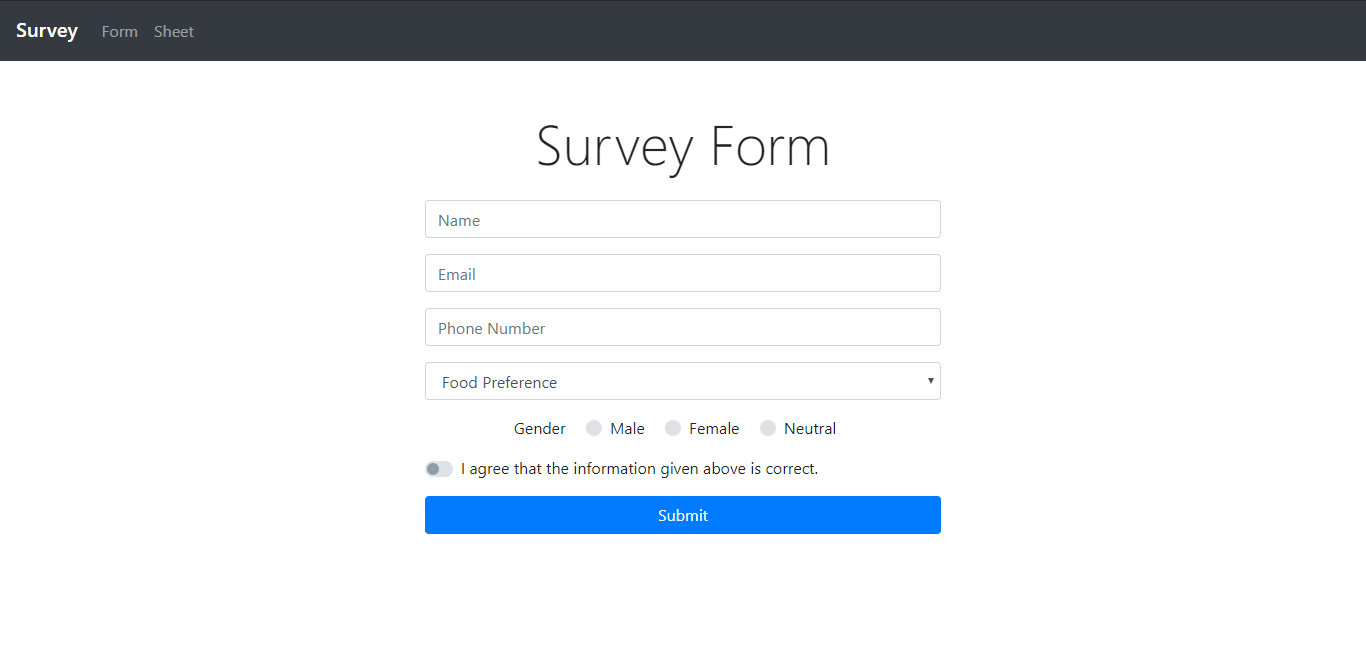 Survey Form Sheet
Survey Form
Name
Email
Phone Number
Food Preference
Gender Male Female Neutral
I agree that the information given above is correct.
Submit